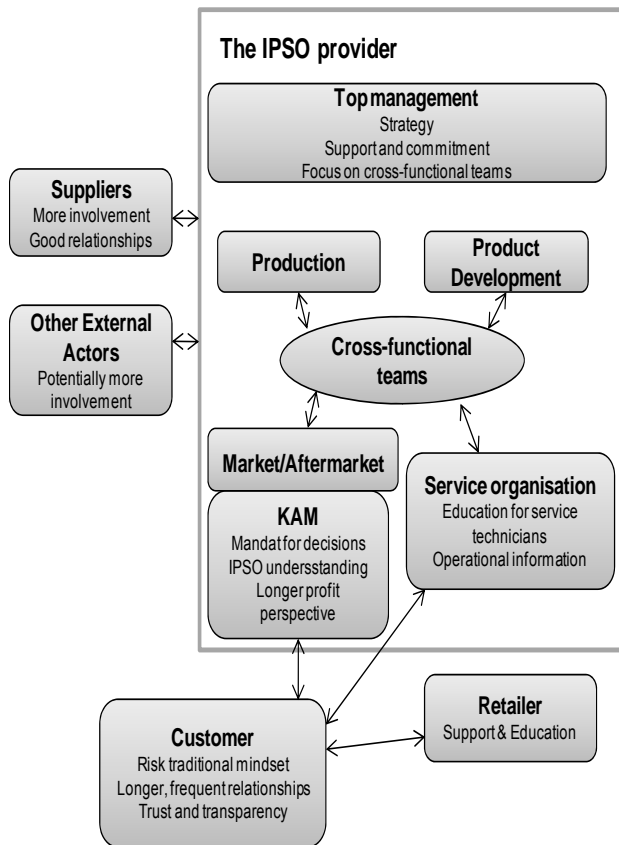 The IPSO provider
Top management
Strategy
Support and commitment
Focus on cross-functional teams
Suppliers
More involvement
Good relationships
Production
Product
Development
Other External
Actors
Potentially more
involvement
Cross-functional
teams
Market/Aftermarket
KAM
Mandat for decisions
IPSO undersstanding
Longer profit
perspective
Service organisation
Education for service
technicians
Operational information
Customer
Risk traditional mindset
Longer, frequent relationships
Trust and transparency
Retailer
Support & Education